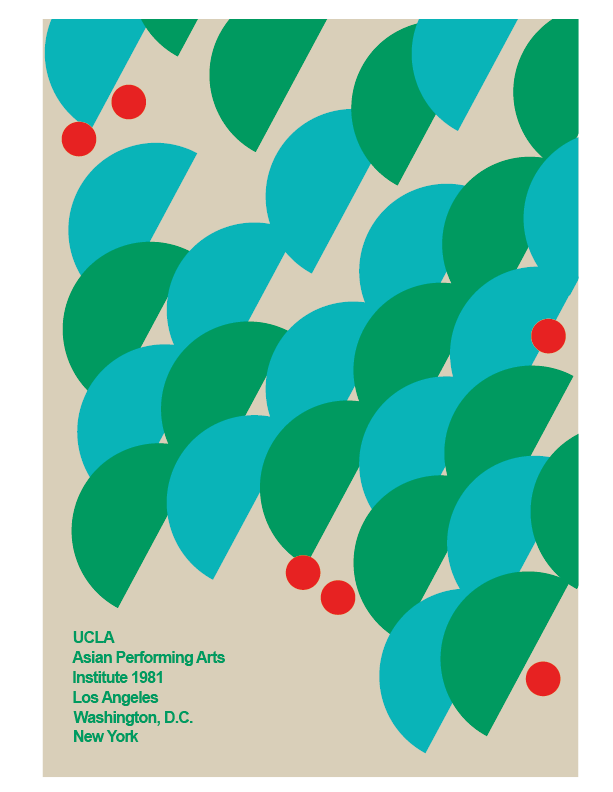 UCLA
Asian Performing Arts
Institute 1981
Los Angeles
Washington, D.C.
New York